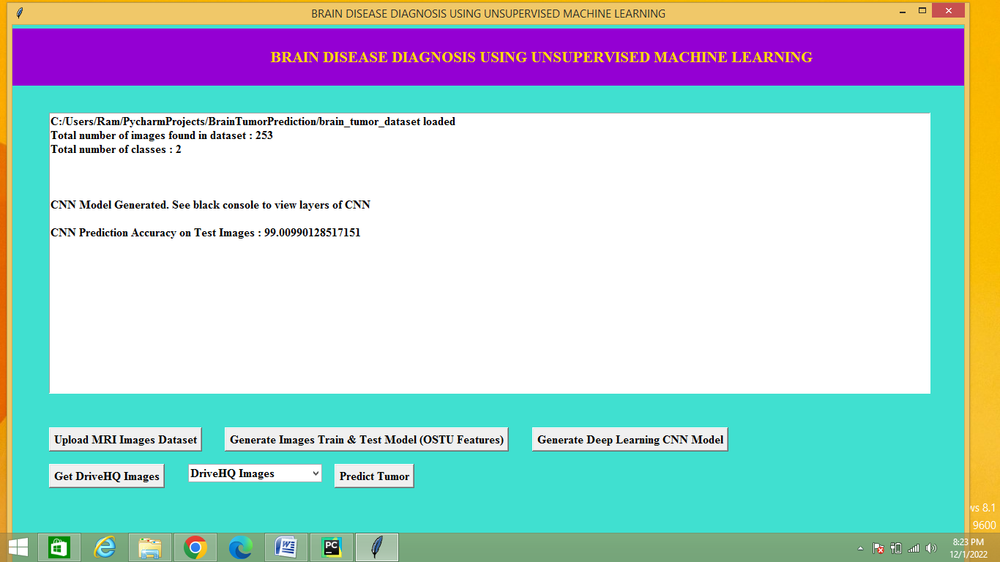 BRAIN DISEASE DIAGNOSIS USING UNSUPERVISED MACHINE LEARNING
BRAIN DISEASE DIAGNOSIS USING UNSUPERVISED MACHINE LEARNING
C:/Users/Ram/PycharmProjects/BrainTumorPrediction/brain_tumor_dataset loaded
Total number of images found in dataset : 253
Total number of classes : 2
CNN Model Generated. See black console to view layers of CNN
CNN Prediction Accuracy on Test Images : 99.00990128517151
Upload MRI Images Dataset
Generate Images Train & Test Model (OSTU Features)
Generate Deep Learning CNN Model
Get DriveHQ Images
DriveHQ Images
Predict Tumor
ws 8.1
9600
PC
8:23 PM
12/1/2022